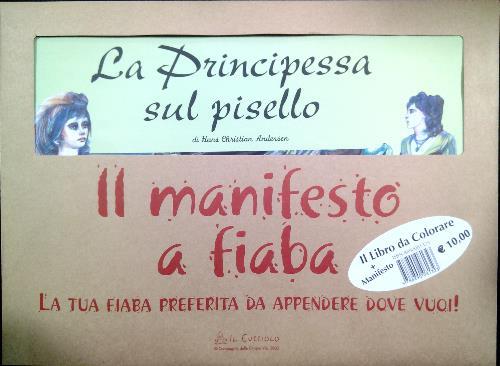 La Principessa
sul pisello
di Hans Christian Andersen
Il manifesto
a fiaba
Il Libro da Colorare
+
Manifesto
€ 10,00
LA TUA FIABA PREFERITA DA APPENDERE DOVE VUOI!
IL CUCCIOLO